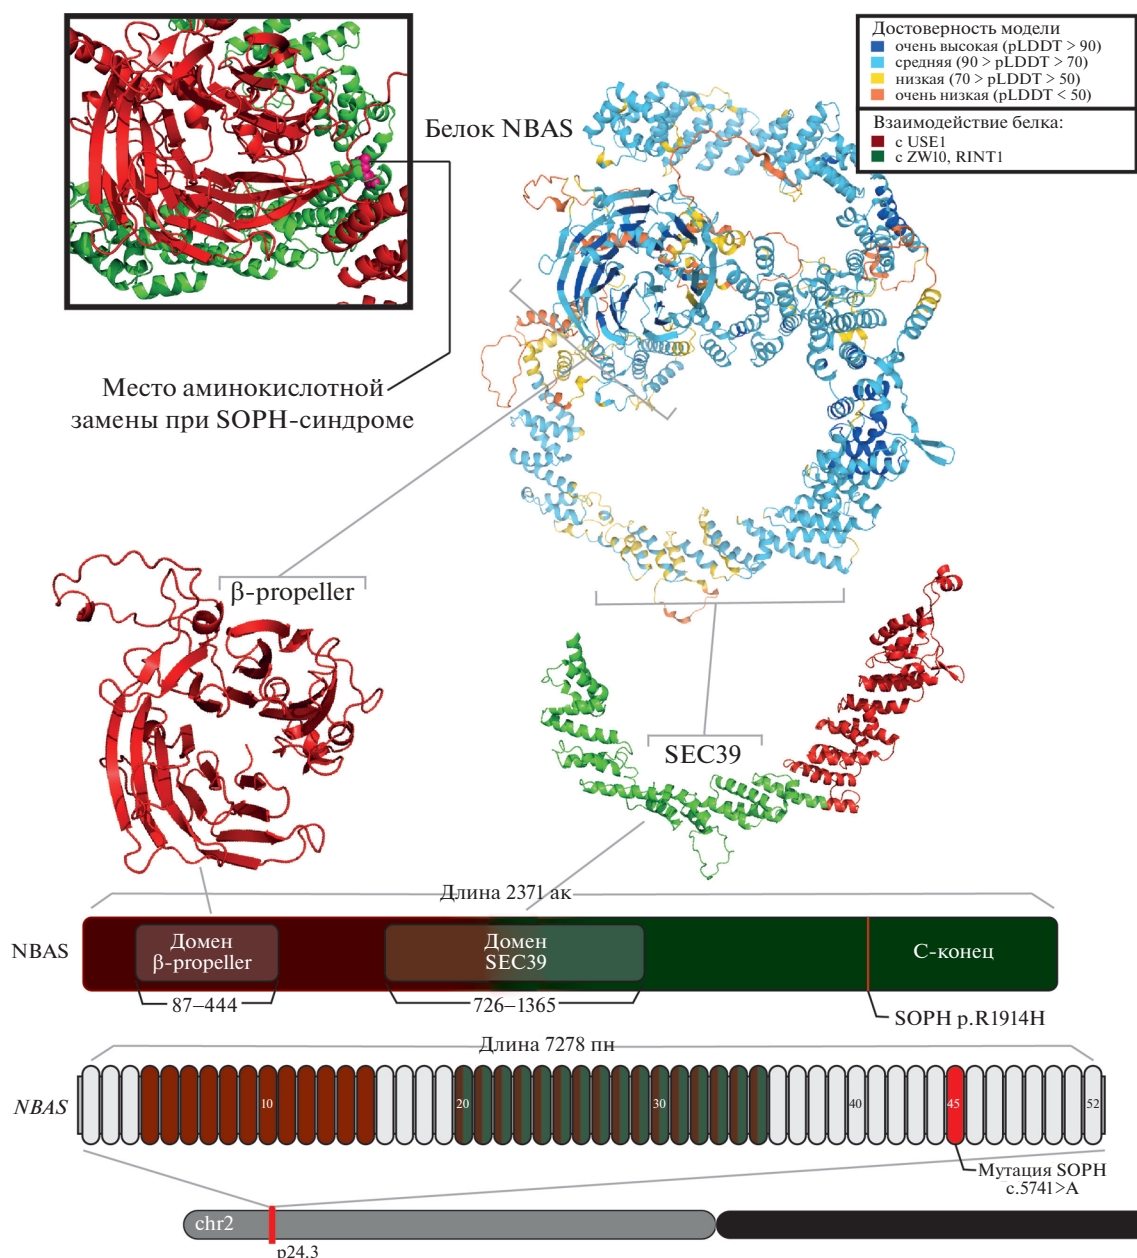 Достоверность модели
очень высокая (pLDDT > 90)
средняя (90 > pLDDT > 70)
низкая (70 > pLDDT > 50)
очень низкая (pLDDT < 50)
Взаимодействие белка:
с USE1
с ZW10, RINT1
Белок NBAS
Место аминокислотной
замены при SOPH-синдроме
β-propeller
SEC39
Длина 2371 ак
NBAS
Домен
β-propeller
Домен
SEC39
С-конец
87–444
726–1365
SOPH p.R1914H
Длина 7278 пн
NBAS
10
20
30
40
45
52
Мутация SOPH
c.5741>A
chr2
p24.3